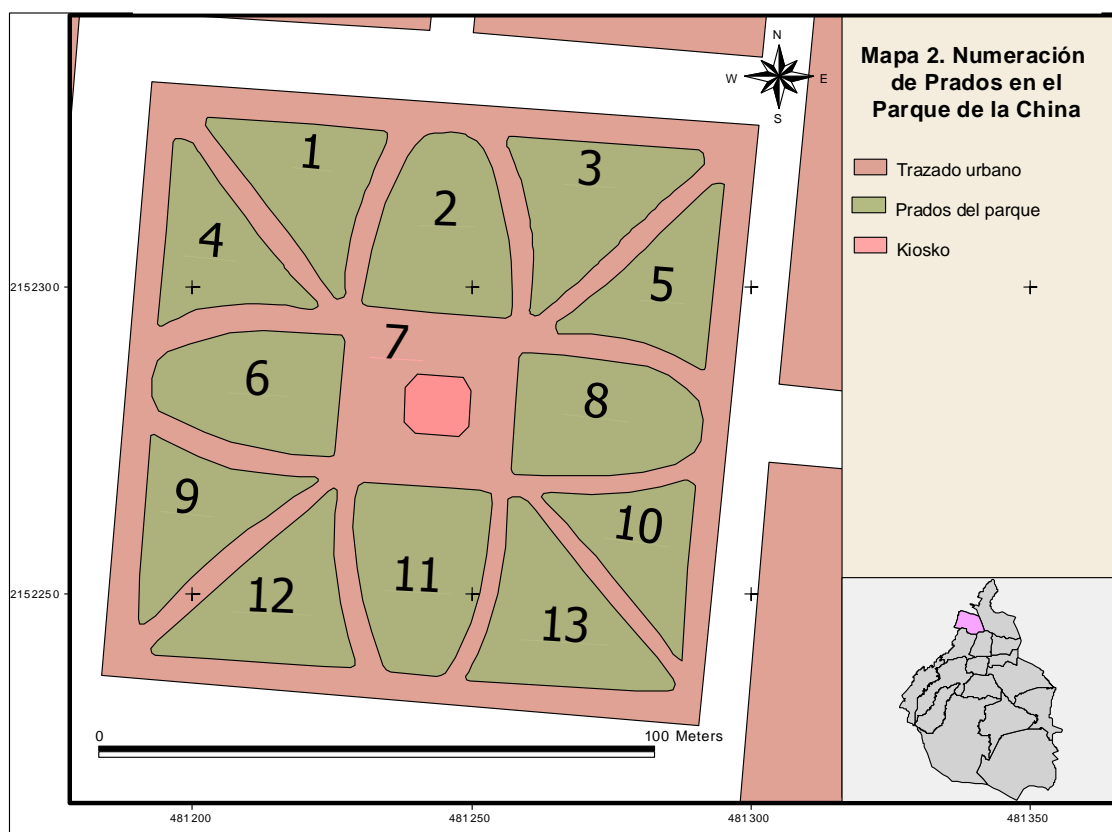 Mapa 2. Numeración
de Prados en el
Parque de la China
Trazado urbano
Prados del parque
Kiosko
N
W E
S
1
2
3
4
5
6
7
8
9
10
11
12
13
2152300
2152250
0 100 Meters
481200 481250 481300 481350